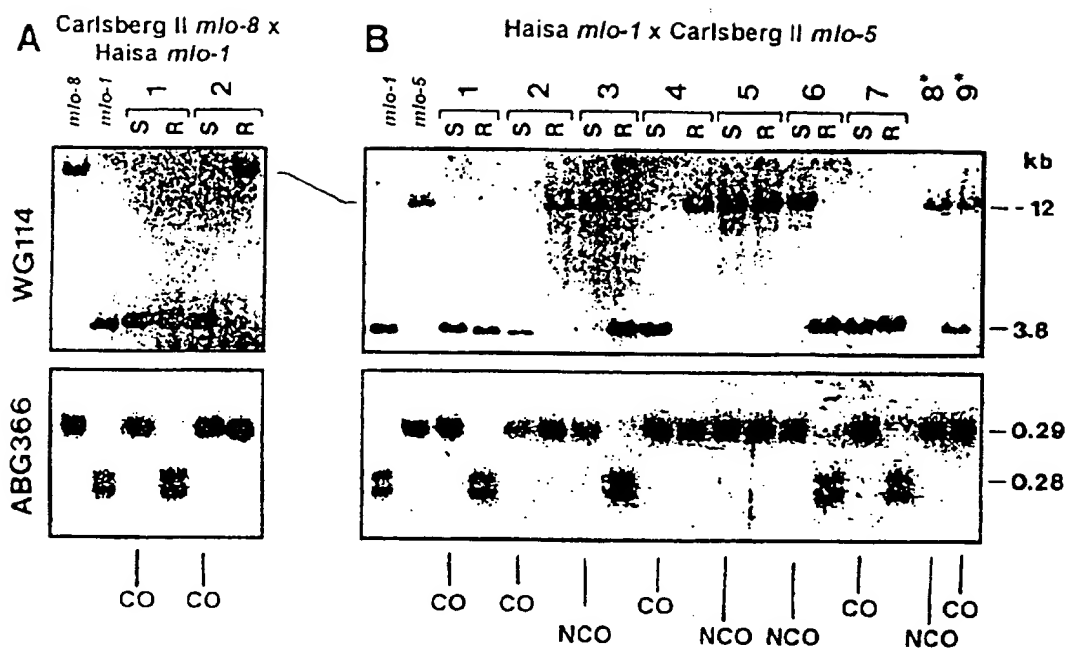 A
Carlsberg II mlo-8 x
Haisa mlo-1
mlo-8
mlo-1
1
2
S
R
S
R
B
Haisa mlo-1 x Carlsberg II mlo-5
mlo-1
mlo-5
1
2
3
4
5
6
7
8*
9*
S
R
S
R
S
R
S
R
S
R
S
R
S
R
kb
WG114
12
3.8
ABG366
0.29
0.28
CO
CO
CO
CO
NCO
CO
NCO
NCO
CO
NCO
CO